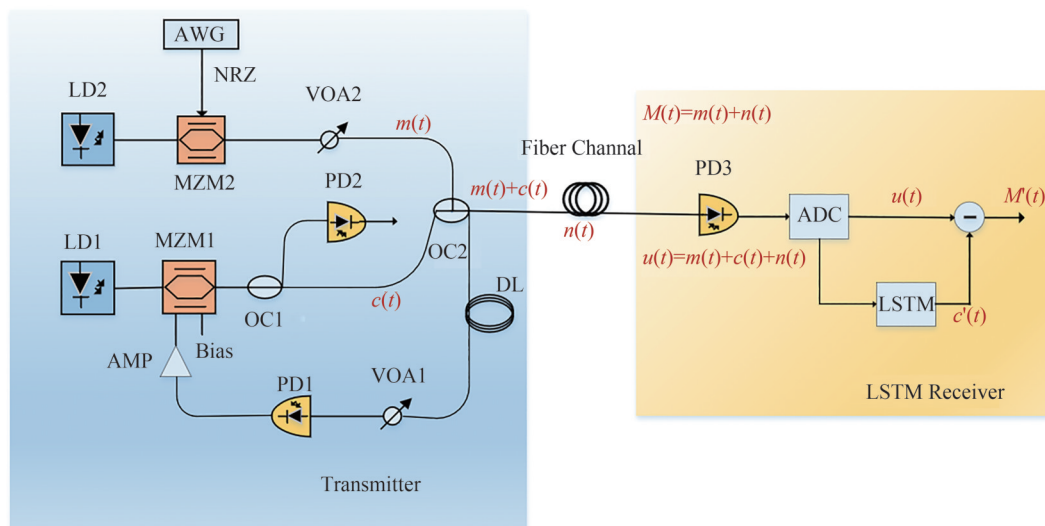 AWG
NRZ
LD2
VOA2
m(t)
MZM2
PD2
LD1
MZM1
OC1
c(t)
OC2
m(t)+c(t)
Fiber Channal
n(t)
DL
AMP
Bias
PD1
VOA1
Transmitter
M(t)=m(t)+n(t)
PD3
ADC
u(t)
M'(t)
u(t)=m(t)+c(t)+n(t)
LSTM
c'(t)
LSTM Receiver